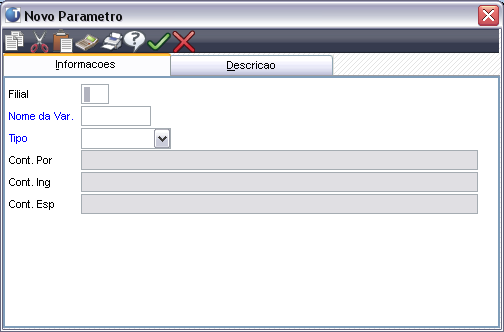 Novo Parametro
Informacoes
Descricao
Filial
Nome da Var.
Tipo
Cont. Por
Cont. Ing
Cont. Esp